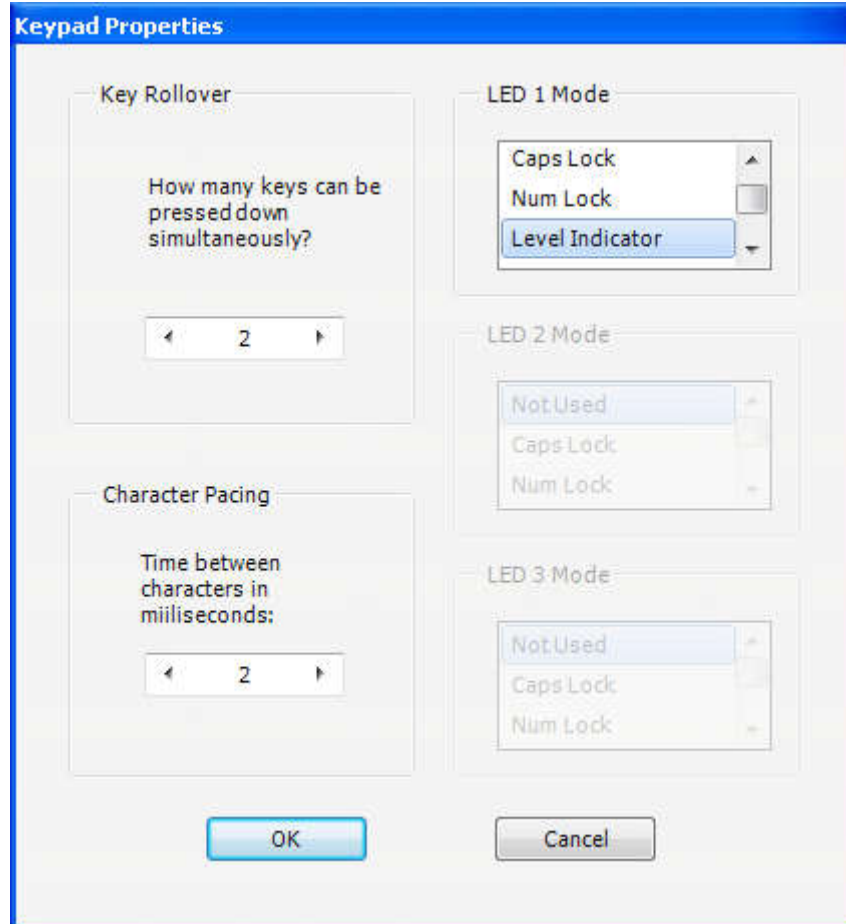 Keypad Properties
Key Rollover
How many keys can be
pressed down
simultaneously?
2
Character Pacing
Time between
characters in
miiliseconds:
2
LED 1 Mode
Caps Lock
Num Lock
Level Indicator
LED 2 Mode
Not Used
Caps Lock
Num Lock
LED 3 Mode
Not Used
Caps Lock
Num Lock
OK
Cancel